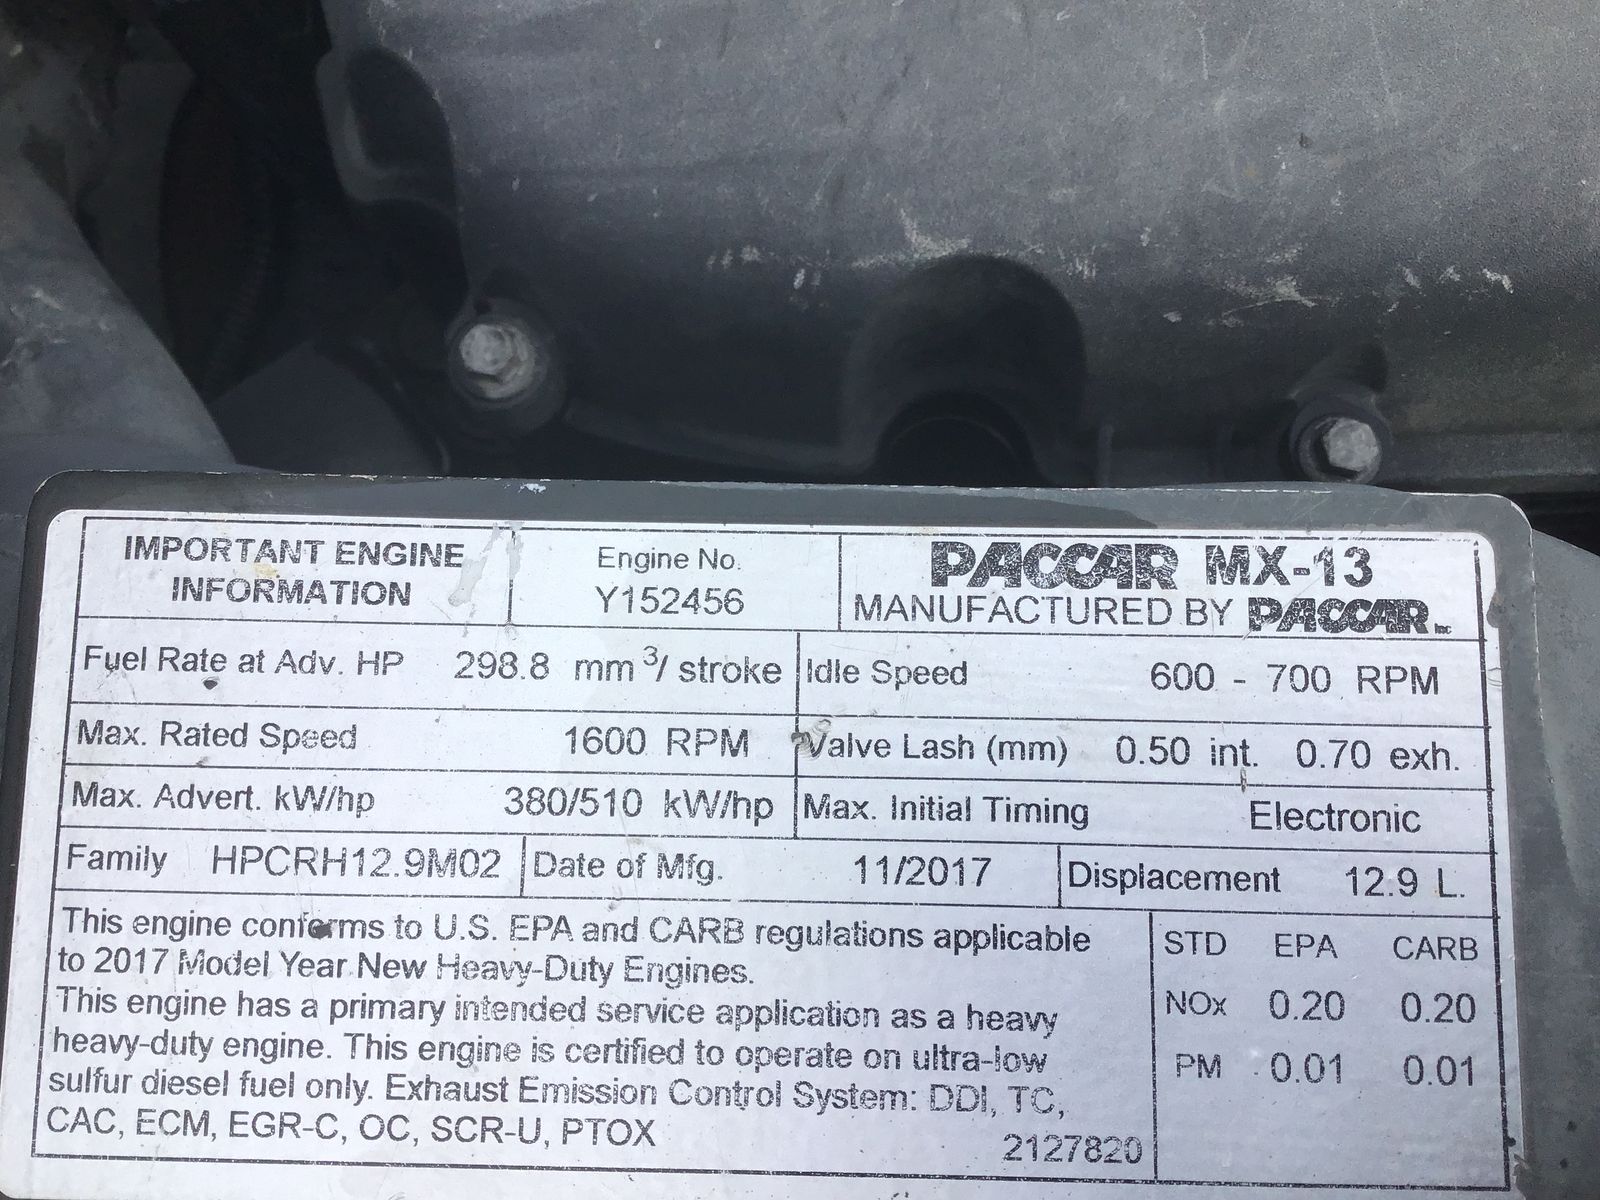 IMPORTANT ENGINE
INFORMATION
Engine No.
Y152456
PACCAR MX-13
MANUFACTURED BY PACCAR Inc
Fuel Rate at Adv. HP 298.8 mm³/ stroke
Idle Speed 600 - 700 RPM
Max. Rated Speed 1600 RPM
Valve Lash (mm) 0.50 int. 0.70 exh.
Max. Advert. kW/hp 380/510 kW/hp
Max. Initial Timing Electronic
Family HPCRH12.9M02
Date of Mfg. 11/2017
Displacement 12.9 L.
This engine conforms to U.S. EPA and CARB regulations applicable
to 2017 Model Year New Heavy-Duty Engines.
This engine has a primary intended service application as a heavy
heavy-duty engine. This engine is certified to operate on ultra-low
sulfur diesel fuel only. Exhaust Emission Control System: DDI, TC,
CAC, ECM, EGR-C, OC, SCR-U, PTOX
2127820
STD EPA CARB
NOx 0.20 0.20
PM 0.01 0.01